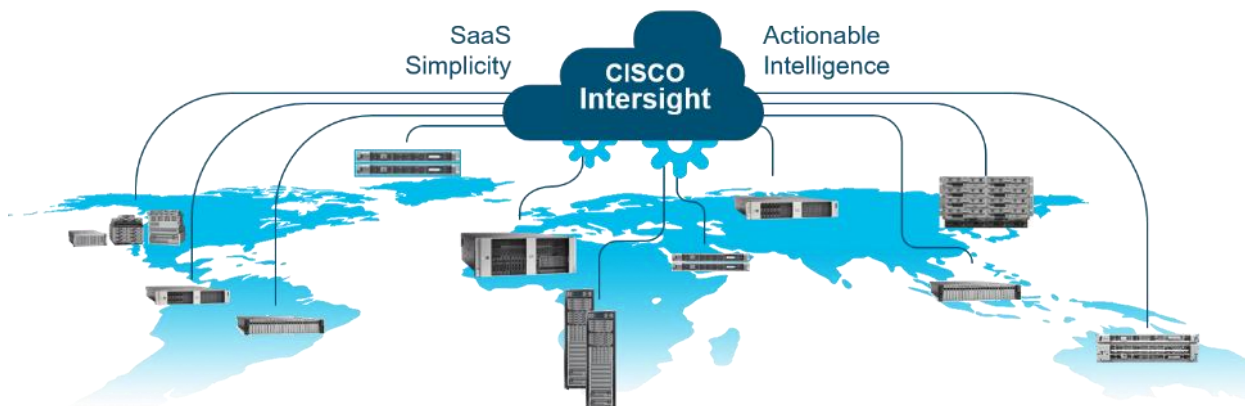 SaaS
Simplicity
CISCO
Intersight
Actionable
Intelligence